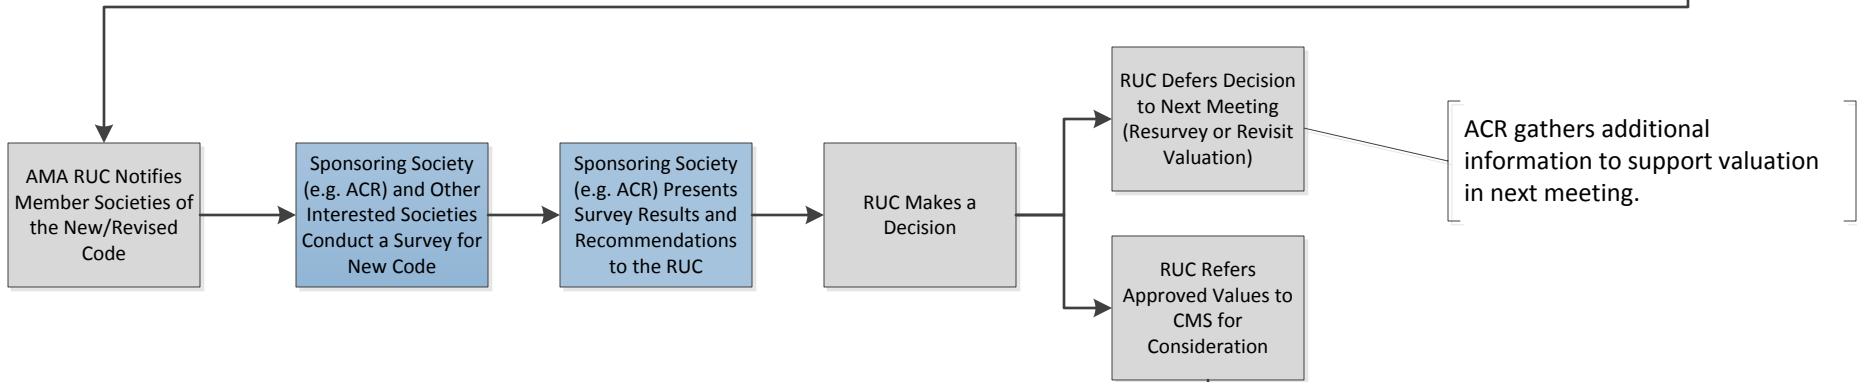 AMA RUC Notifies
Member Societies of
the New/Revised
Code
Sponsoring Society
(e.g. ACR) and Other
Interested Societies
Conduct a Survey for
New Code
Sponsoring Society
(e.g. ACR) Presents
Survey Results and
Recommendations
to the RUC
RUC Makes a
Decision
RUC Defers Decision
to Next Meeting
(Resurvey or Revisit
Valuation)
ACR gathers additional
information to support valuation
in next meeting.
RUC Refers
Approved Values to
CMS for
Consideration